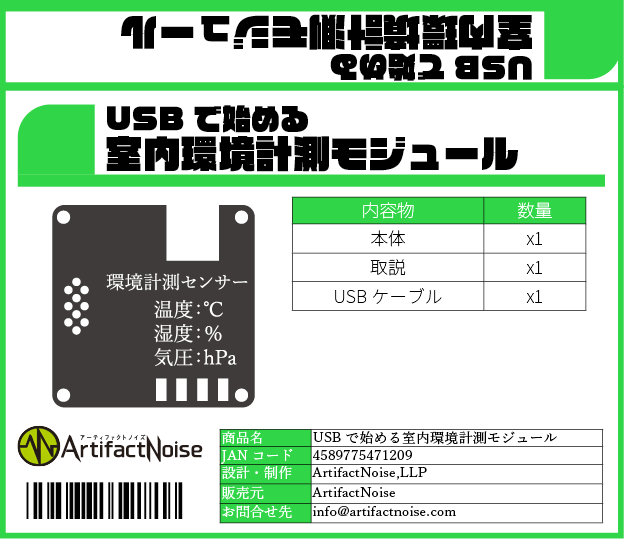 USB で始める
室内環境計測モジュール
USB で始める
室内環境計測モジュール
環境計測センサー
温度:℃
湿度:%
気圧:hPa
内容物 数量
本体 x1
取説 x1
USB ケーブル x1
アーティファクトノイズ
ArtifactNoise
商品名 USB で始める室内環境計測モジュール
JAN コード 4589775471209
設計・制作 ArtifactNoise,LLP
販売元 ArtifactNoise
お問合せ先 info@artifactnoise.com